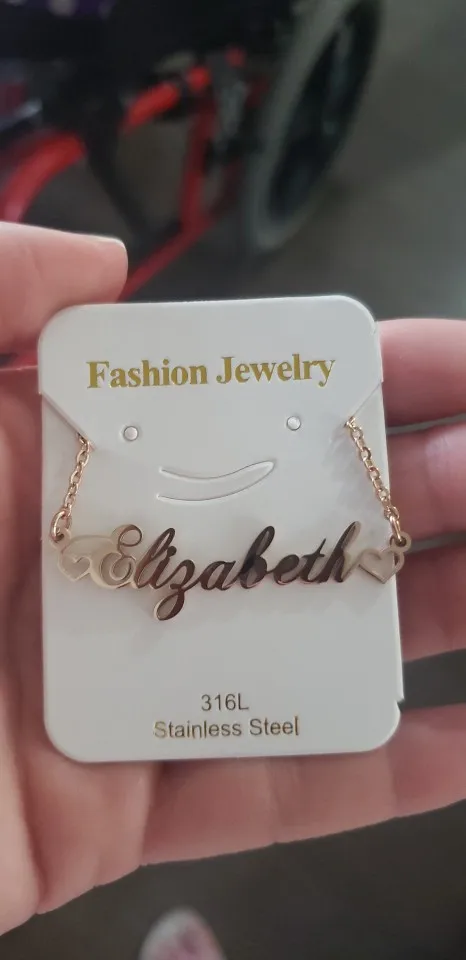 Fashion Jewelry
Elizabeth
316L
Stainless Steel